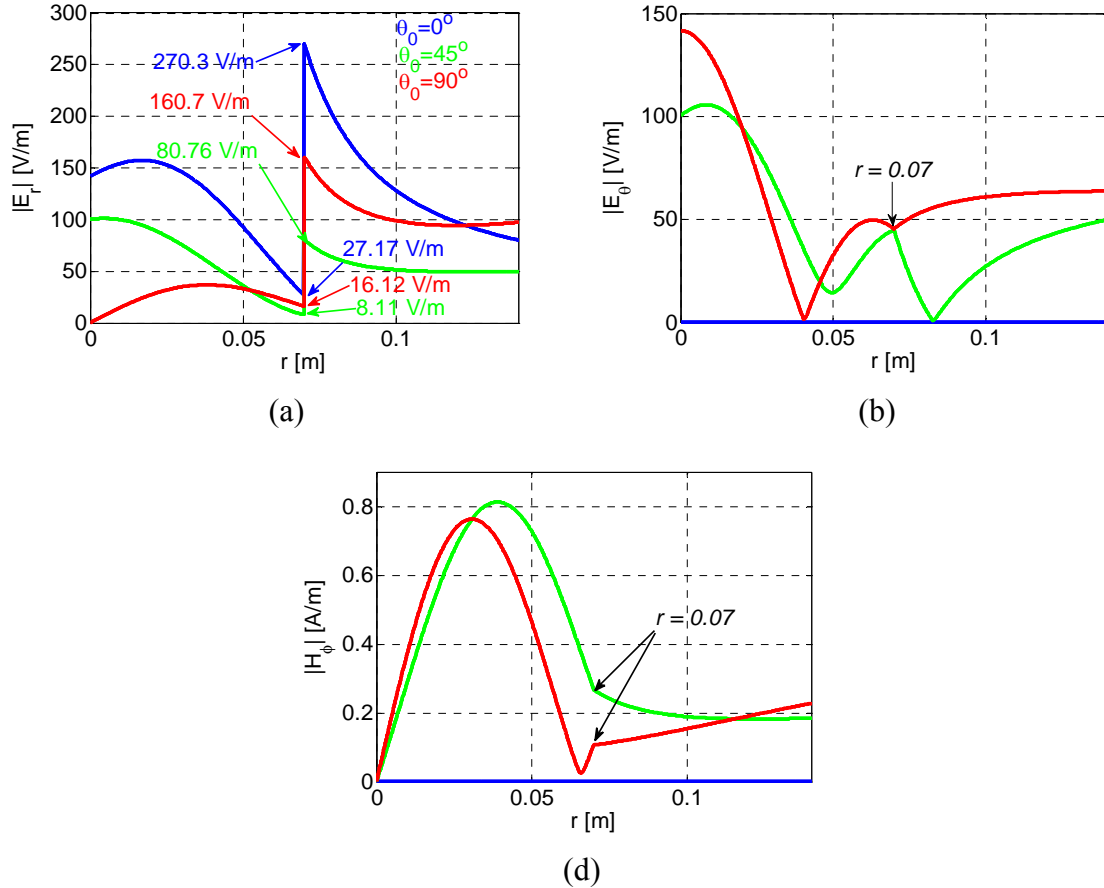 300
250
200
150
100
50
0
|E_r| [V/m]
270.3 V/m
160.7 V/m
80.76 V/m
θ_0=0°
θ_0=45°
θ_0=90°
27.17 V/m
16.12 V/m
8.11 V/m
0 0.05 0.1
r [m]
(a)
150
100
50
0
|E_θ| [V/m]
r = 0.07
0 0.05 0.1
r [m]
(b)
0.8
0.6
0.4
0.2
0
|H_ϕ| [A/m]
r = 0.07
0 0.05 0.1
r [m]
(d)